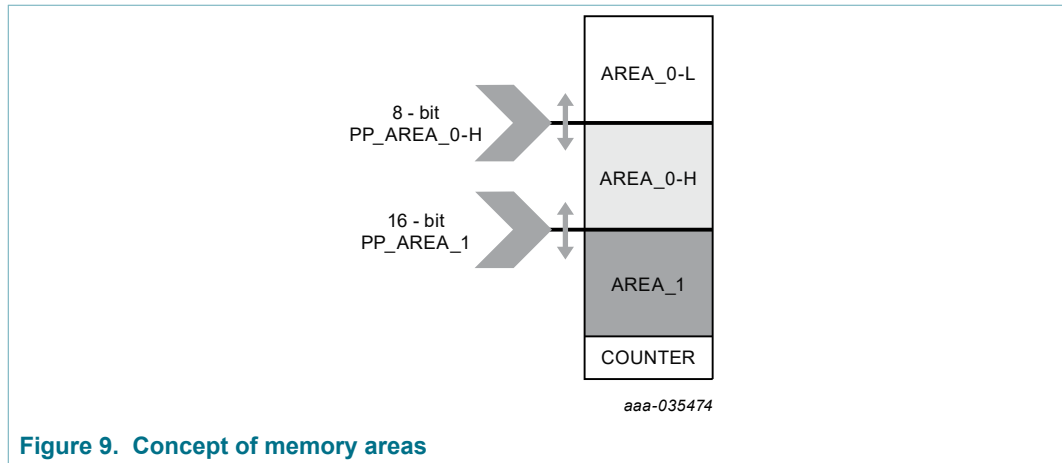 AREA_0-L
8 - bit
PP_AREA_0-H
AREA_0-H
16 - bit
PP_AREA_1
AREA_1
COUNTER
aaa-035474
Figure 9. Concept of memory areas